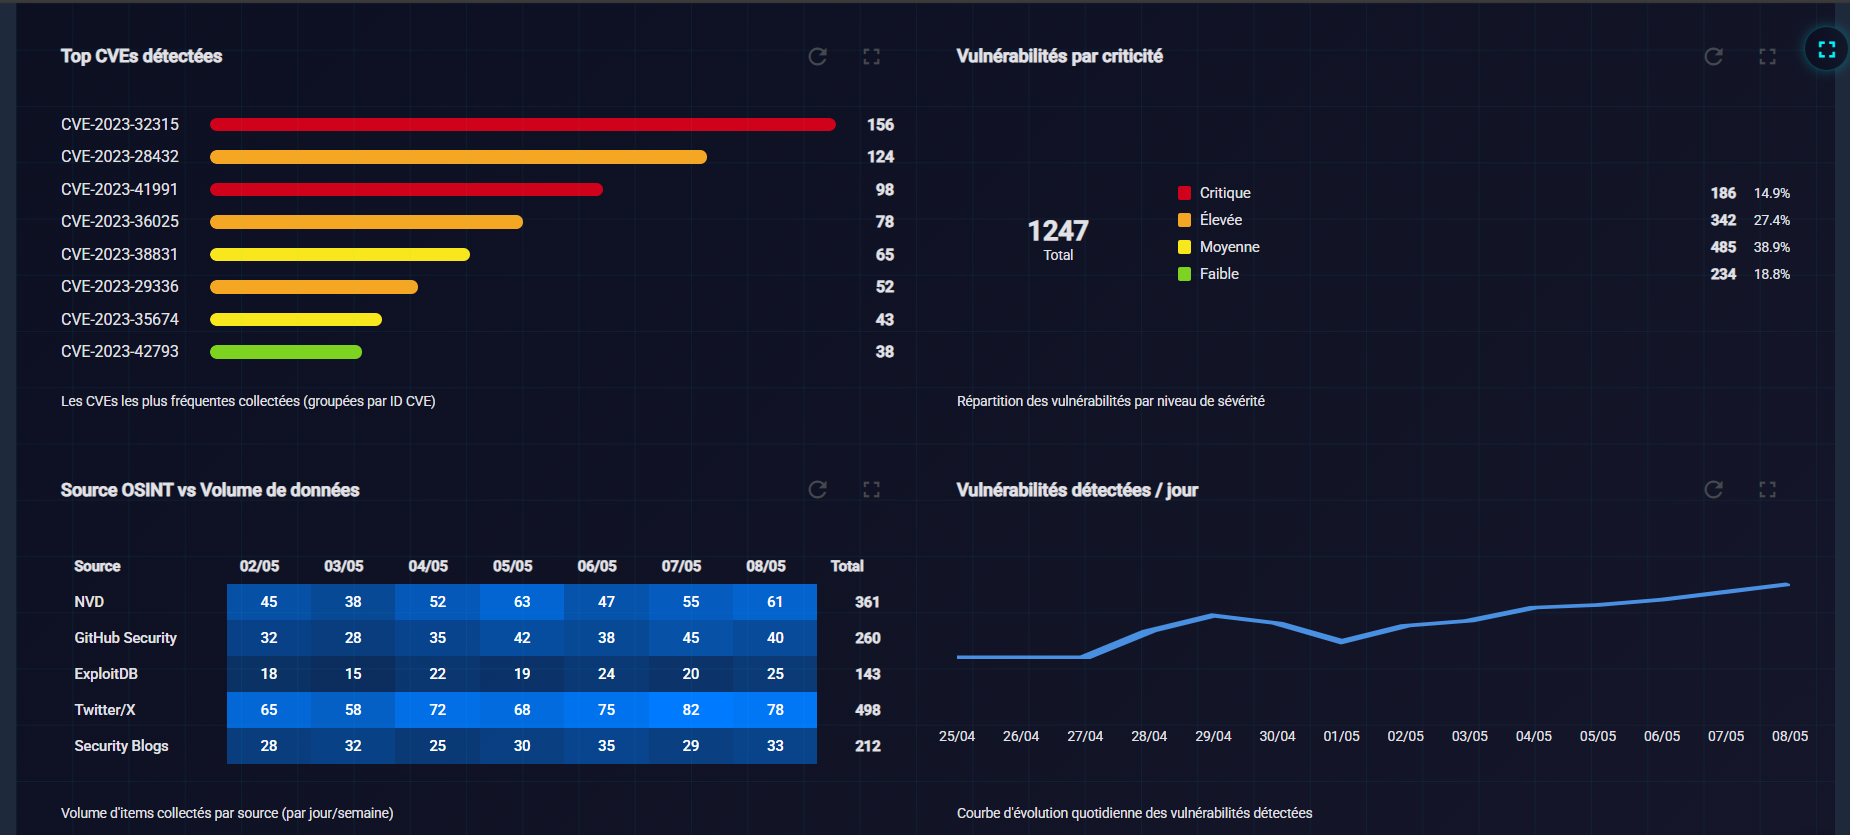 Top CVEs détectées
CVE-2023-32315 156
CVE-2023-28432 124
CVE-2023-41991 98
CVE-2023-36025 78
CVE-2023-38831 65
CVE-2023-29336 52
CVE-2023-35674 43
CVE-2023-42793 38
Les CVEs les plus fréquentes collectées (groupées par ID CVE)
Vulnérabilités par criticité
1247
Total
Critique 186 14.9%
Élevée 342 27.4%
Moyenne 485 38.9%
Faible 234 18.8%
Répartition des vulnérabilités par niveau de sévérité
Source OSINT vs Volume de données
Source 02/05 03/05 04/05 05/05 06/05 07/05 08/05 Total
NVD 45 38 52 63 47 55 61 361
GitHub Security 32 28 35 42 38 45 40 260
ExploitDB 18 15 22 19 24 20 25 143
Twitter/X 65 58 72 68 75 82 78 498
Security Blogs 28 32 25 30 35 29 33 212
Volume d'items collectés par source (par jour/semaine)
Vulnérabilités détectées / jour
25/04 26/04 27/04 28/04 29/04 30/04 01/05 02/05 03/05 04/05 05/05 06/05 07/05 08/05
Courbe d'évolution quotidienne des vulnérabilités détectées